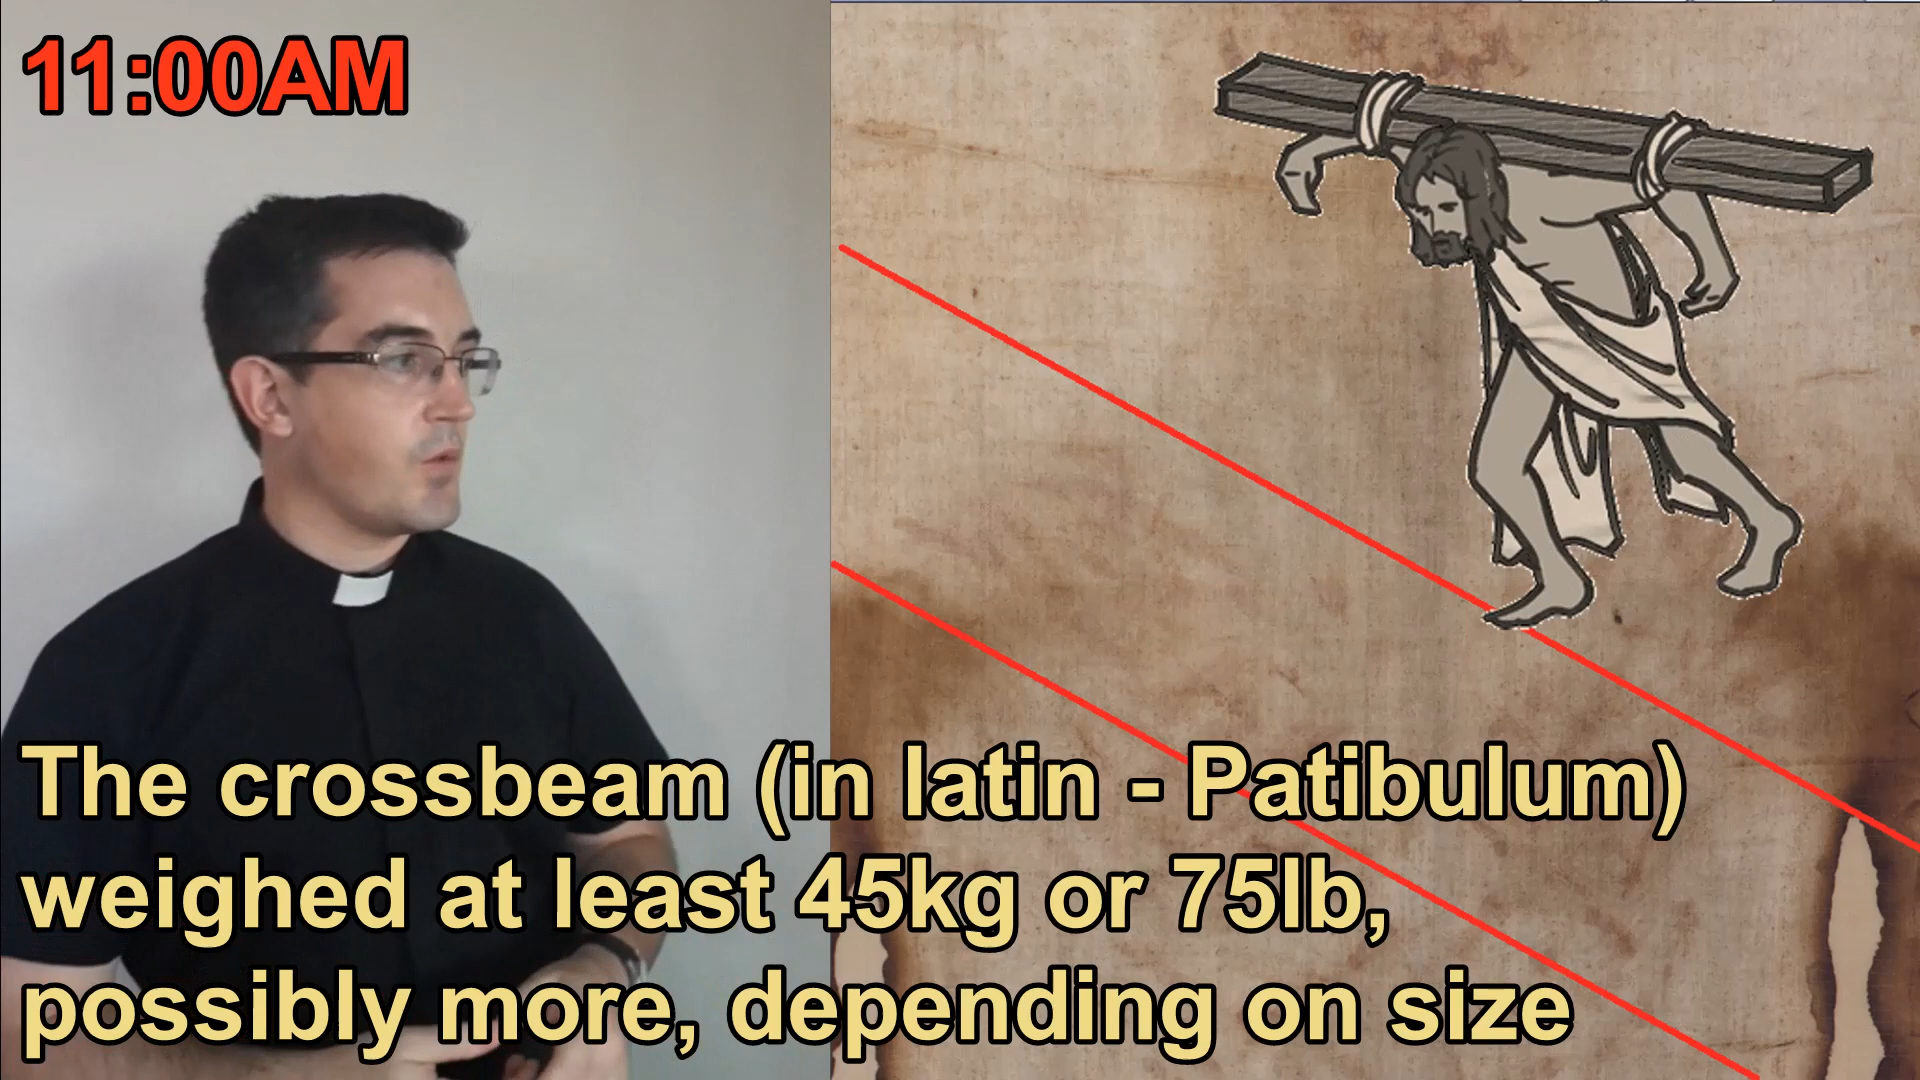 11:00AM
The crossbeam (in latin - Patibulum)
weighed at least 45kg or 75lb,
possibly more, depending on size